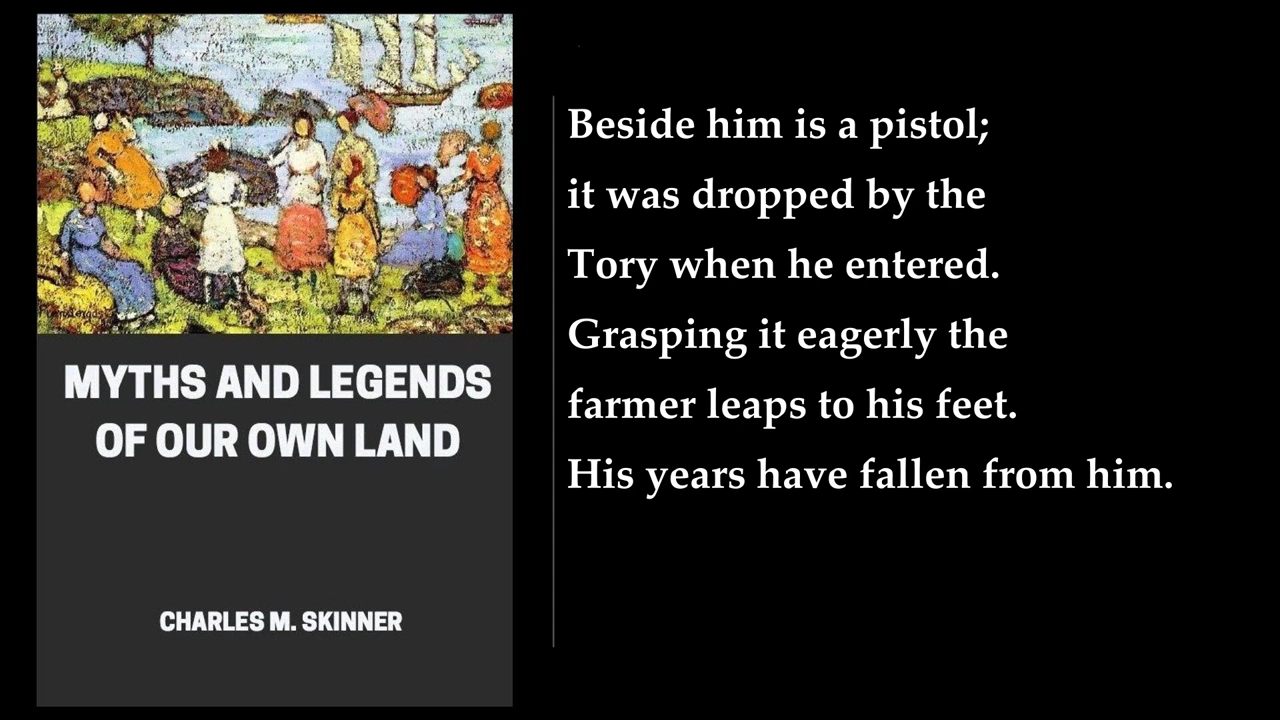 MYTHS AND LEGENDS
OF OUR OWN LAND
CHARLES M. SKINNER
Beside him is a pistol;
it was dropped by the
Tory when he entered.
Grasping it eagerly the
farmer leaps to his feet.
His years have fallen from him.